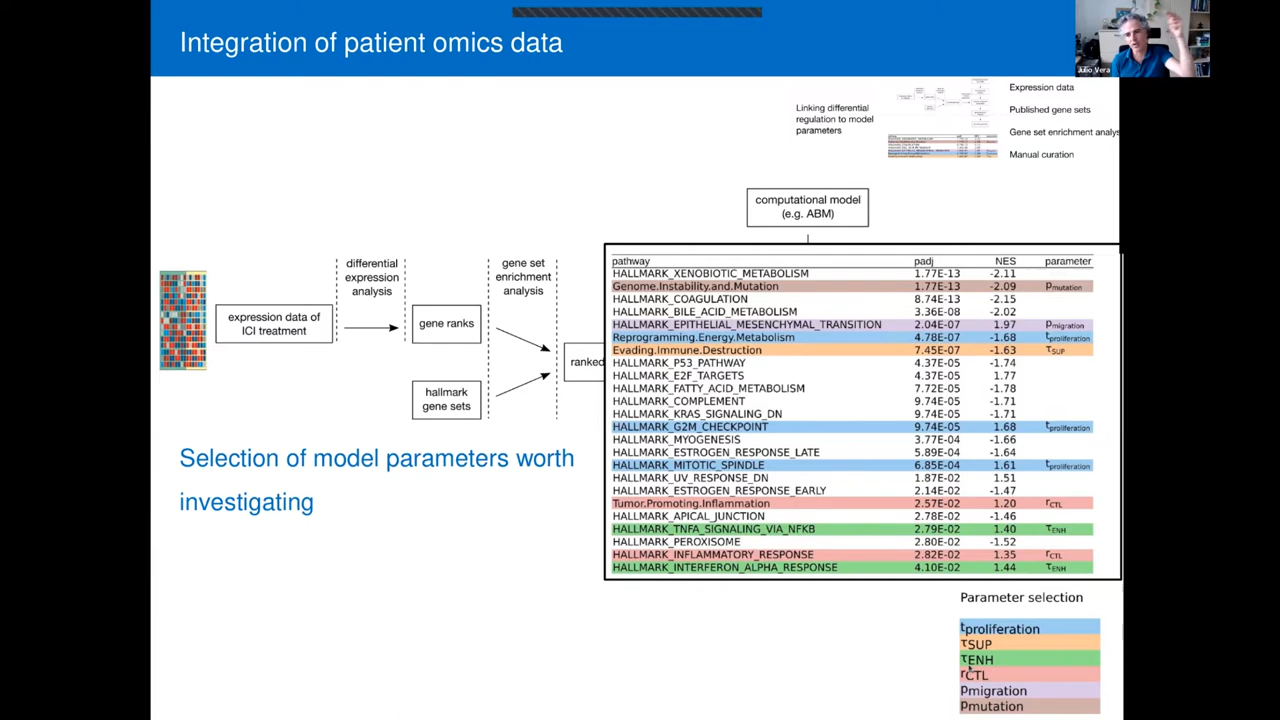 Integration of patient omics data
Julio Vera
Linking differential
regulation to model
parameters
Expression data
Published gene sets
Gene set enrichment analys
Manual curation
computational model
(e.g. ABM)
differential
expression
analysis
gene set
enrichment
analysis
expression data of
ICI treatment
gene ranks
hallmark
gene sets
ranked
pathway padj NES parameter
HALLMARK_XENOBIOTIC_METABOLISM 1.77E-13 -2.11
Genome.Instability.and.Mutation 1.77E-13 -2.09 pmutation
HALLMARK_COAGULATION 8.74E-13 -2.15
HALLMARK_BILE_ACID_METABOLISM 3.36E-08 -2.02
HALLMARK_EPITHELIAL_MESENCHYMAL_TRANSITION 2.04E-07 1.97 pmigration
Reprogramming.Energy.Metabolism 4.78E-07 -1.68 tproliferation
Evading.Immune.Destruction 7.45E-07 -1.63 τSUP
HALLMARK_P53_PATHWAY 4.37E-05 -1.74
HALLMARK_E2F_TARGETS 4.37E-05 1.77
HALLMARK_FATTY_ACID_METABOLISM 7.72E-05 -1.78
HALLMARK_COMPLEMENT 9.74E-05 -1.71
HALLMARK_KRAS_SIGNALING_DN 9.74E-05 -1.71
HALLMARK_G2M_CHECKPOINT 9.74E-05 1.68 tproliferation
HALLMARK_MYOGENESIS 3.77E-04 -1.66
HALLMARK_ESTROGEN_RESPONSE_LATE 5.89E-04 -1.64
HALLMARK_MITOTIC_SPINDLE 6.85E-04 1.61 tproliferation
HALLMARK_UV_RESPONSE_DN 1.87E-02 1.51
HALLMARK_ESTROGEN_RESPONSE_EARLY 2.14E-02 -1.47
Tumor.Promoting.Inflammation 2.57E-02 1.20 rCTL
HALLMARK_APICAL_JUNCTION 2.78E-02 -1.46
HALLMARK_TNFA_SIGNALING_VIA_NFKB 2.79E-02 1.40 τENH
HALLMARK_PEROXISOME 2.80E-02 -1.52
HALLMARK_INFLAMMATORY_RESPONSE 2.82E-02 1.35 rCTL
HALLMARK_INTERFERON_ALPHA_RESPONSE 4.10E-02 1.44 τENH
Selection of model parameters worth
investigating
Parameter selection
tproliferation
τSUP
τENH
rCTL
pmigration
pmutation